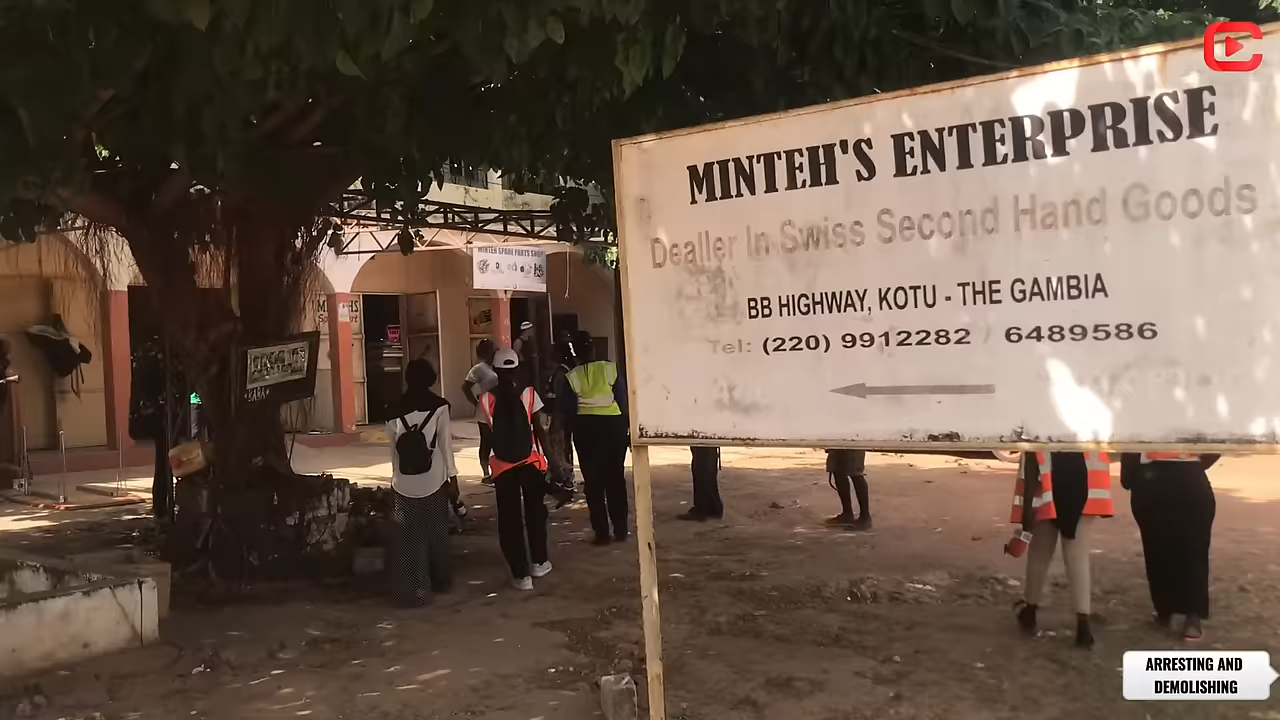 MINTEH'S ENTERPRISE
Dealler In Swiss Second Hand Goods
BB HIGHWAY, KOTU - THE GAMBIA
Tel: (220) 9912282 / 6489586
MINTEH SPARE PARTS SHOP
ARRESTING AND
DEMOLISHING